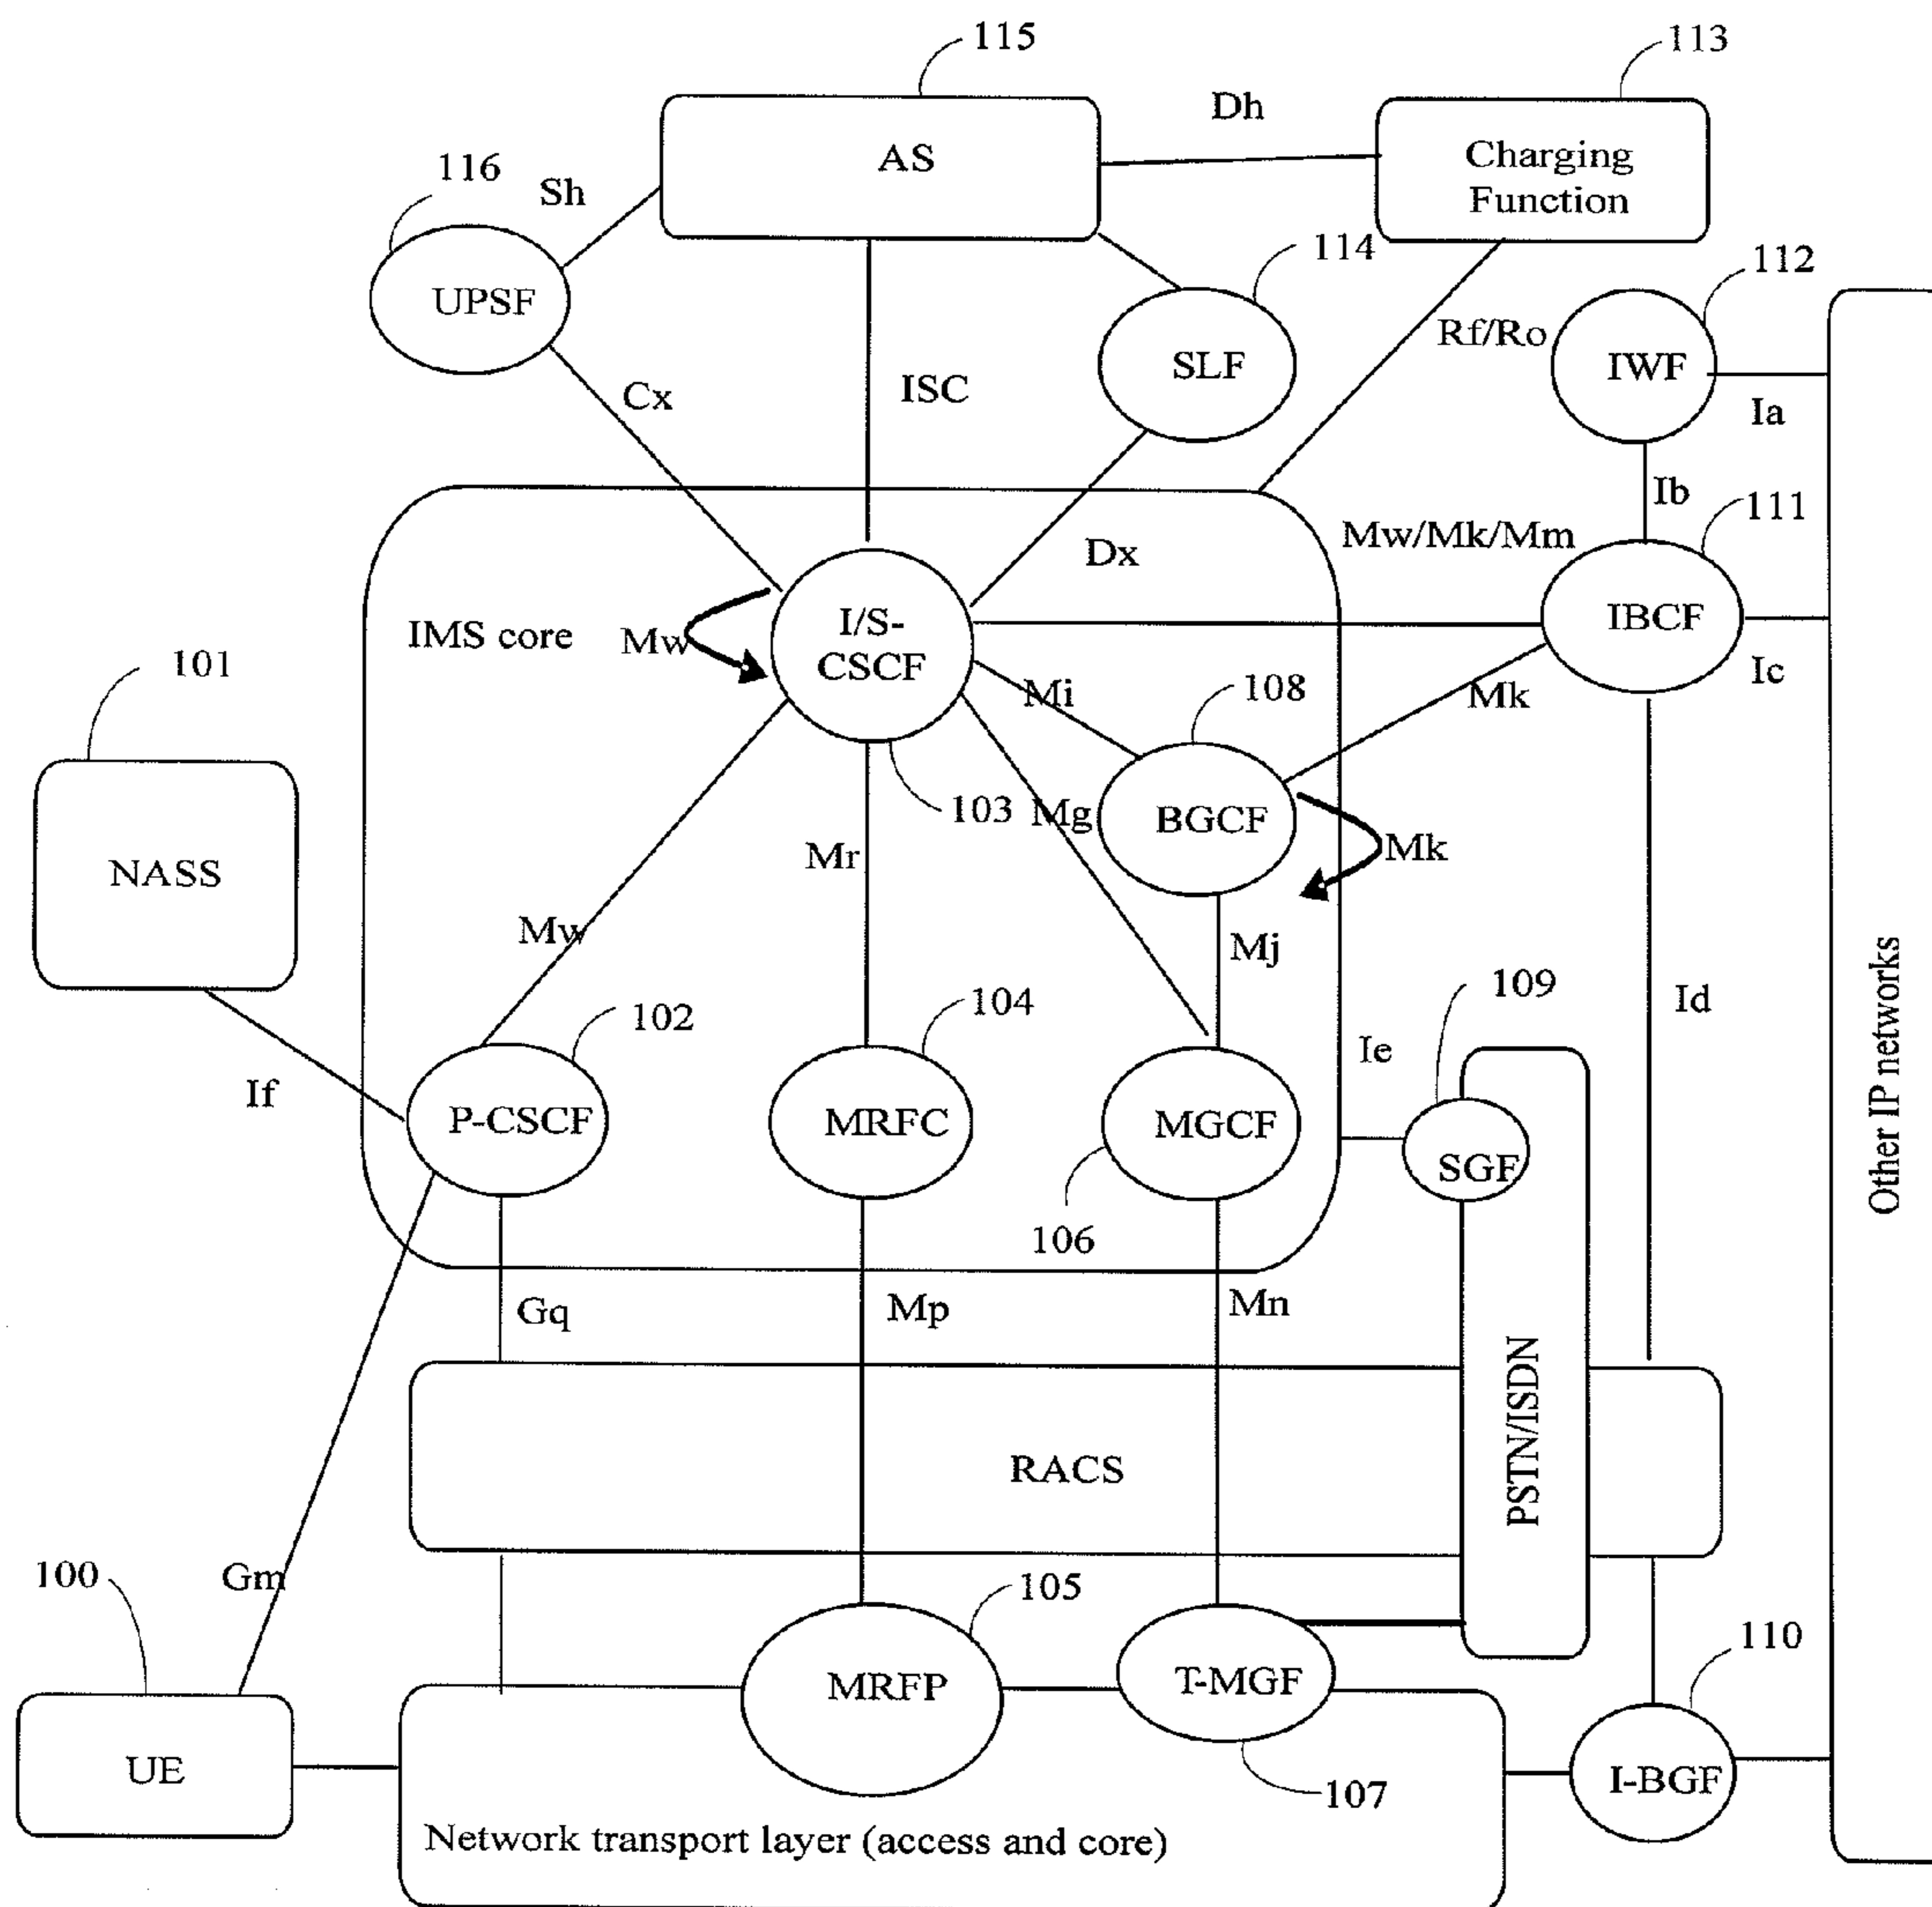 115
113
Dh
AS
Charging
Function
116
Sh
114
112
UPSF
Rf/Ro
SLF
IWF
Cx
ISC
Ia
Ib
111
Mw/Mk/Mm
Dx
IMS core
Mw
I/S-
CSCF
IBCF
101
Ic
Mi
108
Mk
103
Mg
BGCF
Mr
Mk
NASS
Mw
Mj
Other IP networks
109
104
Id
102
Ie
If
P-CSCF
MRFC
MGCF
SGF
106
Gq
Mp
Mn
PSTN/ISDN
RACS
100
Gm
105
110
MRFP
T-MGF
UE
I-BGF
107
Network transport layer (access and core)